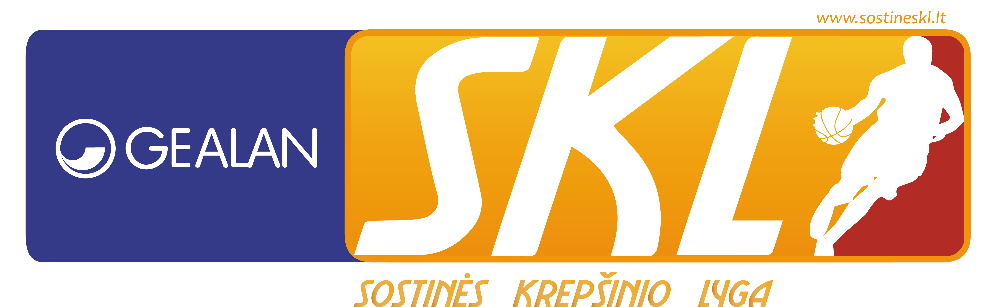 www.sostineskl.lt
GEALAN
SKL
SOSTINĖS KREPŠINIO LYGA